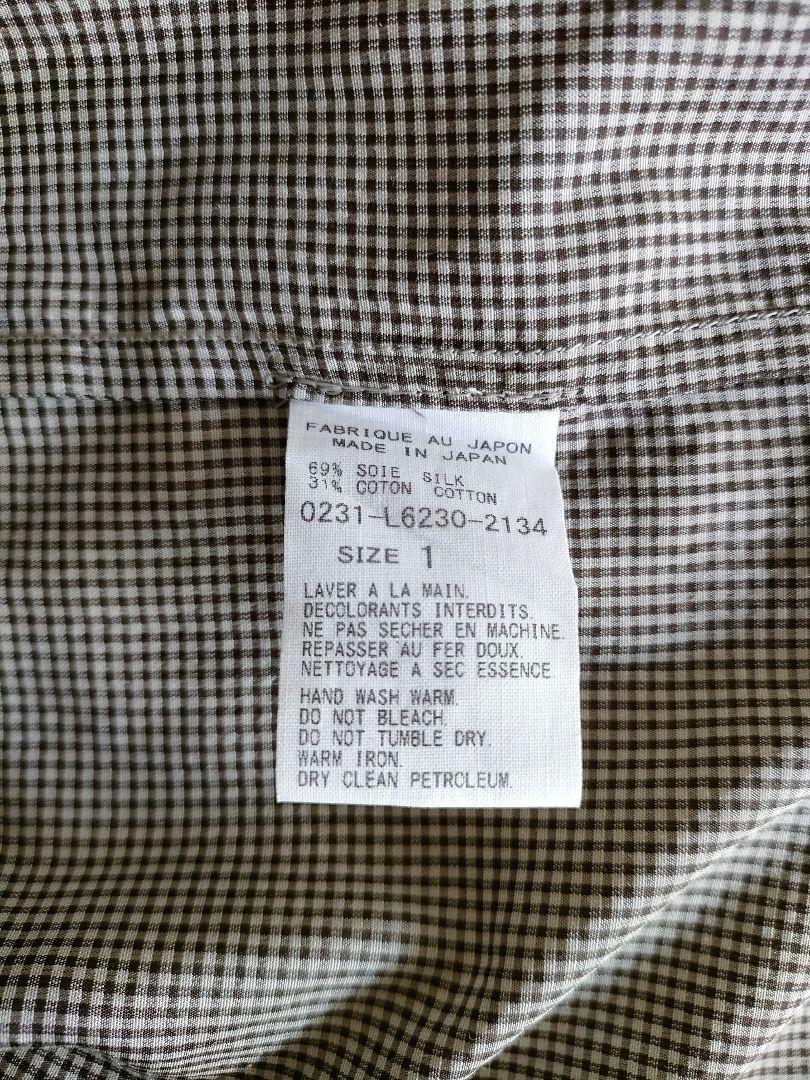 FABRIQUE AU JAPON
MADE IN JAPAN
69% SOIE SILK
31% COTON COTTON
0231-L6230-2134
SIZE 1
LAVER A LA MAIN.
DECOLORANTS INTERDITS.
NE PAS SECHER EN MACHINE.
REPASSER AU FER DOUX.
NETTOYAGE A SEC ESSENCE.
HAND WASH WARM.
DO NOT BLEACH.
DO NOT TUMBLE DRY.
WARM IRON.
DRY CLEAN PETROLEUM.